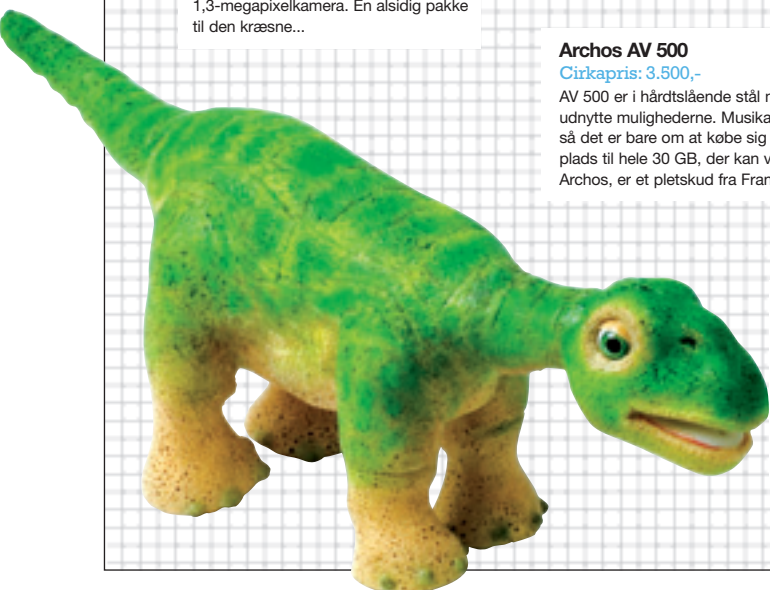 1,3-megapixelkamera. En alsidig pakke
til den kræsne...
Archos AV 500
Cirkapris: 3.500,-
AV 500 er i hårdtslående stål
udnytte mulighederne.
så det er bare om at købe sig
plads til hele 30 GB, der kan
Archos, er et pletskud fra